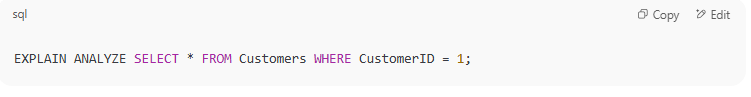 sql
Copy
Edit
EXPLAIN ANALYZE SELECT * FROM Customers WHERE CustomerID = 1;